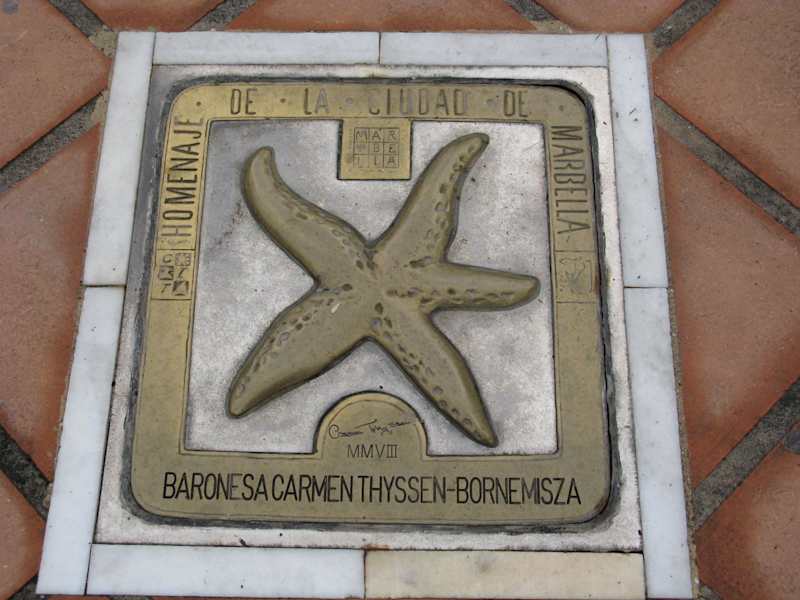 HOMENAJE · DE · LA · CIUDAD · DE · MARBELLA
MAR
BE
LLA
MMVIII
BARONESA CARMEN THYSSEN-BORNEMISZA